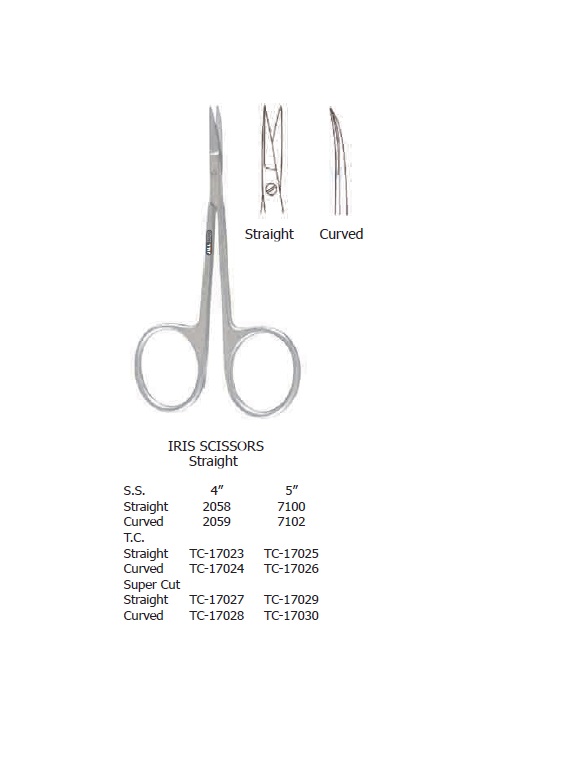 Straight Curved
IRIS SCISSORS
Straight
S.S. 4″ 5″
Straight 2058 7100
Curved 2059 7102
T.C.
Straight TC-17023 TC-17025
Curved TC-17024 TC-17026
Super Cut
Straight TC-17027 TC-17029
Curved TC-17028 TC-17030